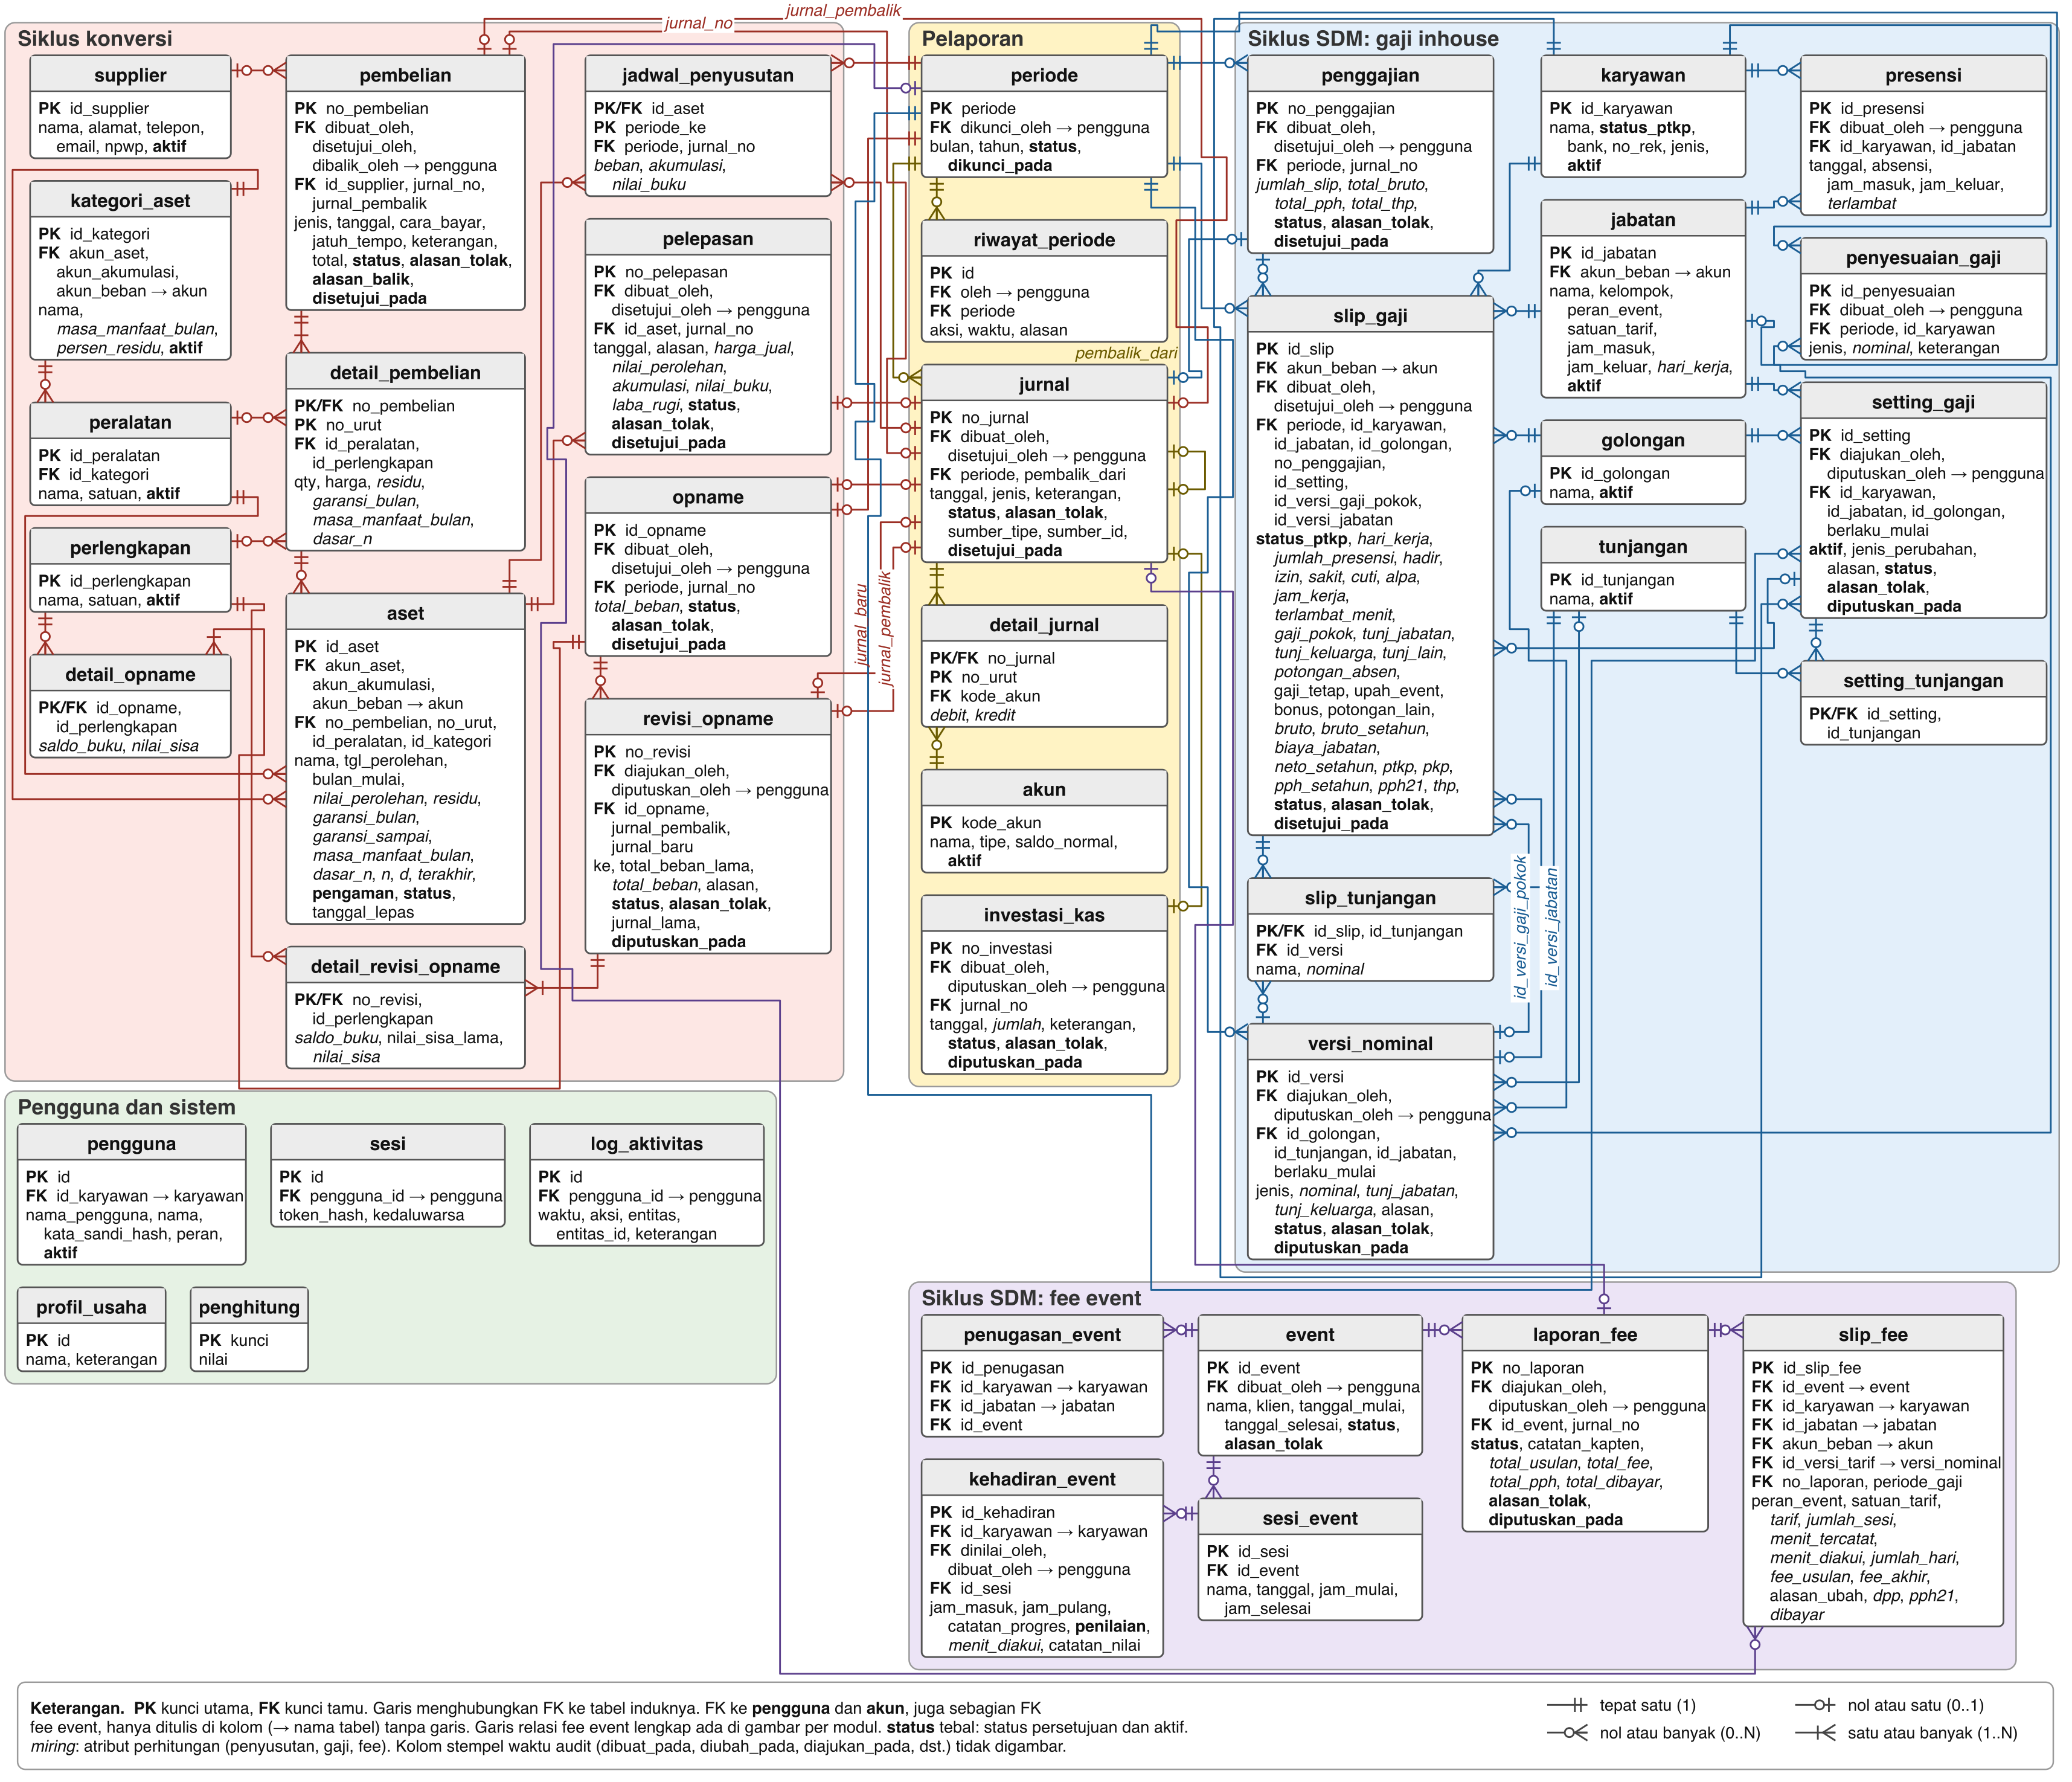 jurnal_pembalik
jurnal_no
Siklus konversi
supplier
PK id_supplier
nama, alamat, telepon,
email, npwp, aktif
kategori_aset
PK id_kategori
FK akun_aset,
akun_akumulasi,
akun_beban → akun
nama,
masa_manfaat_bulan,
persen_residu, aktif
peralatan
PK id_peralatan
FK id_kategori
nama, satuan, aktif
perlengkapan
PK id_perlengkapan
nama, satuan, aktif
detail_opname
PK/FK id_opname,
id_perlengkapan
saldo_buku, nilai_sisa
pembelian
PK no_pembelian
FK dibuat_oleh,
disetujui_oleh,
dibalik_oleh → pengguna
FK id_supplier, jurnal_no,
jurnal_pembalik
jenis, tanggal, cara_bayar,
jatuh_tempo, keterangan,
total, status, alasan_tolak,
alasan_balik,
disetujui_pada
detail_pembelian
PK/FK no_pembelian
PK no_urut
FK id_peralatan,
id_perlengkapan
qty, harga, residu,
garansi_bulan,
masa_manfaat_bulan,
dasar_n
aset
PK id_aset
FK akun_aset,
akun_akumulasi,
akun_beban → akun
FK no_pembelian, no_urut,
id_peralatan, id_kategori
nama, tgl_perolehan,
bulan_mulai,
nilai_perolehan, residu,
garansi_bulan,
garansi_sampai,
masa_manfaat_bulan,
dasar_n, n, d, terakhir,
pengaman, status,
tanggal_lepas
detail_revisi_opname
PK/FK no_revisi,
id_perlengkapan
saldo_buku, nilai_sisa_lama,
nilai_sisa
jadwal_penyusutan
PK/FK id_aset
PK periode_ke
FK periode, jurnal_no
beban, akumulasi,
nilai_buku
pelepasan
PK no_pelepasan
FK dibuat_oleh,
disetujui_oleh → pengguna
FK id_aset, jurnal_no
tanggal, alasan, harga_jual,
nilai_perolehan,
akumulasi, nilai_buku,
laba_rugi, status,
alasan_tolak,
disetujui_pada
opname
PK id_opname
FK dibuat_oleh,
disetujui_oleh → pengguna
FK periode, jurnal_no
total_beban, status,
alasan_tolak,
disetujui_pada
revisi_opname
PK no_revisi
FK diajukan_oleh,
diputuskan_oleh → pengguna
FK id_opname,
jurnal_pembalik,
jurnal_baru
ke, total_beban_lama,
total_beban, alasan,
status, alasan_tolak,
jurnal_lama,
diputuskan_pada
jurnal_baru
jurnal_pembalik
Pelaporan
periode
PK periode
FK dikunci_oleh → pengguna
bulan, tahun, status,
dikunci_pada
riwayat_periode
PK id
FK oleh → pengguna
FK periode
aksi, waktu, alasan
pembalik_dari
jurnal
PK no_jurnal
FK dibuat_oleh,
disetujui_oleh → pengguna
FK periode, pembalik_dari
tanggal, jenis, keterangan,
status, alasan_tolak,
sumber_tipe, sumber_id,
disetujui_pada
detail_jurnal
PK/FK no_jurnal
PK no_urut
FK kode_akun
debit, kredit
akun
PK kode_akun
nama, tipe, saldo_normal,
aktif
investasi_kas
PK no_investasi
FK dibuat_oleh,
diputuskan_oleh → pengguna
FK jurnal_no
tanggal, jumlah, keterangan,
status, alasan_tolak,
diputuskan_pada
Siklus SDM: gaji inhouse
penggajian
PK no_penggajian
FK dibuat_oleh,
disetujui_oleh → pengguna
FK periode, jurnal_no
jumlah_slip, total_bruto,
total_pph, total_thp,
status, alasan_tolak,
disetujui_pada
slip_gaji
PK id_slip
FK akun_beban → akun
FK dibuat_oleh,
disetujui_oleh → pengguna
FK periode, id_karyawan,
id_jabatan, id_golongan,
no_penggajian,
id_setting,
id_versi_gaji_pokok,
id_versi_jabatan
status_ptkp, hari_kerja,
jumlah_presensi, hadir,
izin, sakit, cuti, alpa,
jam_kerja,
terlambat_menit,
gaji_pokok, tunj_jabatan,
tunj_keluarga, tunj_lain,
potongan_absen,
gaji_tetap, upah_event,
bonus, potongan_lain,
bruto, bruto_setahun,
biaya_jabatan,
neto_setahun, ptkp, pkp,
pph_setahun, pph21, thp,
status, alasan_tolak,
disetujui_pada
slip_tunjangan
PK/FK id_slip, id_tunjangan
FK id_versi
nama, nominal
versi_nominal
PK id_versi
FK diajukan_oleh,
diputuskan_oleh → pengguna
FK id_golongan,
id_tunjangan, id_jabatan,
berlaku_mulai
jenis, nominal, tunj_jabatan,
tunj_keluarga, alasan,
status, alasan_tolak,
diputuskan_pada
id_versi_gaji_pokok
id_versi_jabatan
karyawan
PK id_karyawan
nama, status_ptkp,
bank, no_rek, jenis,
aktif
jabatan
PK id_jabatan
FK akun_beban → akun
nama, kelompok,
peran_event,
satuan_tarif,
jam_masuk,
jam_keluar, hari_kerja,
aktif
golongan
PK id_golongan
nama, aktif
tunjangan
PK id_tunjangan
nama, aktif
presensi
PK id_presensi
FK dibuat_oleh → pengguna
FK id_karyawan, id_jabatan
tanggal, absensi,
jam_masuk, jam_keluar,
terlambat
penyesuaian_gaji
PK id_penyesuaian
FK dibuat_oleh → pengguna
FK periode, id_karyawan
jenis, nominal, keterangan
setting_gaji
PK id_setting
FK diajukan_oleh,
diputuskan_oleh → pengguna
FK id_karyawan,
id_jabatan, id_golongan,
berlaku_mulai
aktif, jenis_perubahan,
alasan, status,
alasan_tolak,
diputuskan_pada
setting_tunjangan
PK/FK id_setting,
id_tunjangan
Pengguna dan sistem
pengguna
PK id
FK id_karyawan → karyawan
nama_pengguna, nama,
kata_sandi_hash, peran,
aktif
sesi
PK id
FK pengguna_id → pengguna
token_hash, kedaluwarsa
log_aktivitas
PK id
FK pengguna_id → pengguna
waktu, aksi, entitas,
entitas_id, keterangan
profil_usaha
PK id
nama, keterangan
penghitung
PK kunci
nilai
Siklus SDM: fee event
penugasan_event
PK id_penugasan
FK id_karyawan → karyawan
FK id_jabatan → jabatan
FK id_event
kehadiran_event
PK id_kehadiran
FK id_karyawan → karyawan
FK dinilai_oleh,
dibuat_oleh → pengguna
FK id_sesi
jam_masuk, jam_pulang,
catatan_progres, penilaian,
menit_diakui, catatan_nilai
event
PK id_event
FK dibuat_oleh → pengguna
nama, klien, tanggal_mulai,
tanggal_selesai, status,
alasan_tolak
sesi_event
PK id_sesi
FK id_event
nama, tanggal, jam_mulai,
jam_selesai
laporan_fee
PK no_laporan
FK diajukan_oleh,
diputuskan_oleh → pengguna
FK id_event, jurnal_no
status, catatan_kapten,
total_usulan, total_fee,
total_pph, total_dibayar,
alasan_tolak,
diputuskan_pada
slip_fee
PK id_slip_fee
FK id_event → event
FK id_karyawan → karyawan
FK id_jabatan → jabatan
FK akun_beban → akun
FK id_versi_tarif → versi_nominal
FK no_laporan, periode_gaji
peran_event, satuan_tarif,
tarif, jumlah_sesi,
menit_tercatat,
menit_diakui, jumlah_hari,
fee_usulan, fee_akhir,
alasan_ubah, dpp, pph21,
dibayar
Keterangan. PK kunci utama, FK kunci tamu. Garis menghubungkan FK ke tabel induknya. FK ke pengguna dan akun, juga sebagian FK
fee event, hanya ditulis di kolom (→ nama tabel) tanpa garis. Garis relasi fee event lengkap ada di gambar per modul. status tebal: status persetujuan dan aktif.
miring: atribut perhitungan (penyusutan, gaji, fee). Kolom stempel waktu audit (dibuat_pada, diubah_pada, diajukan_pada, dst.) tidak digambar.
tepat satu (1)
nol atau satu (0..1)
nol atau banyak (0..N)
satu atau banyak (1..N)